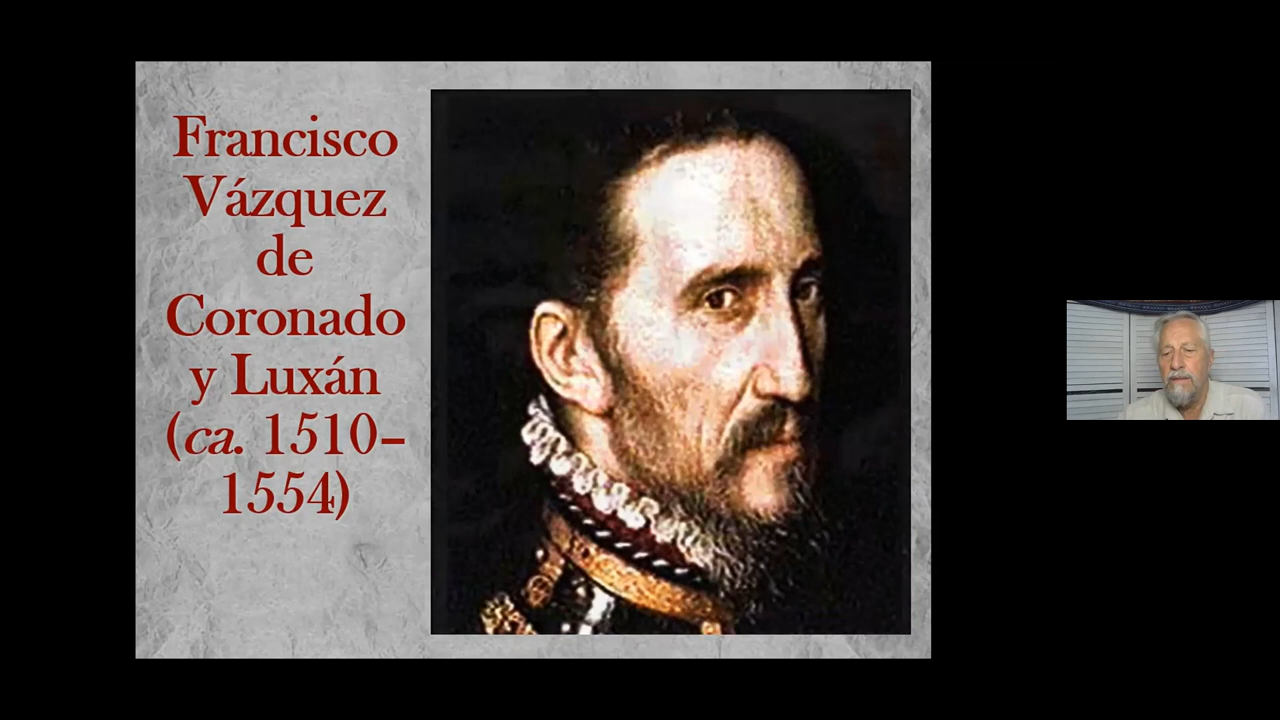 Francisco
Vázquez
de
Coronado
y Luxán
(ca. 1510–
1554)